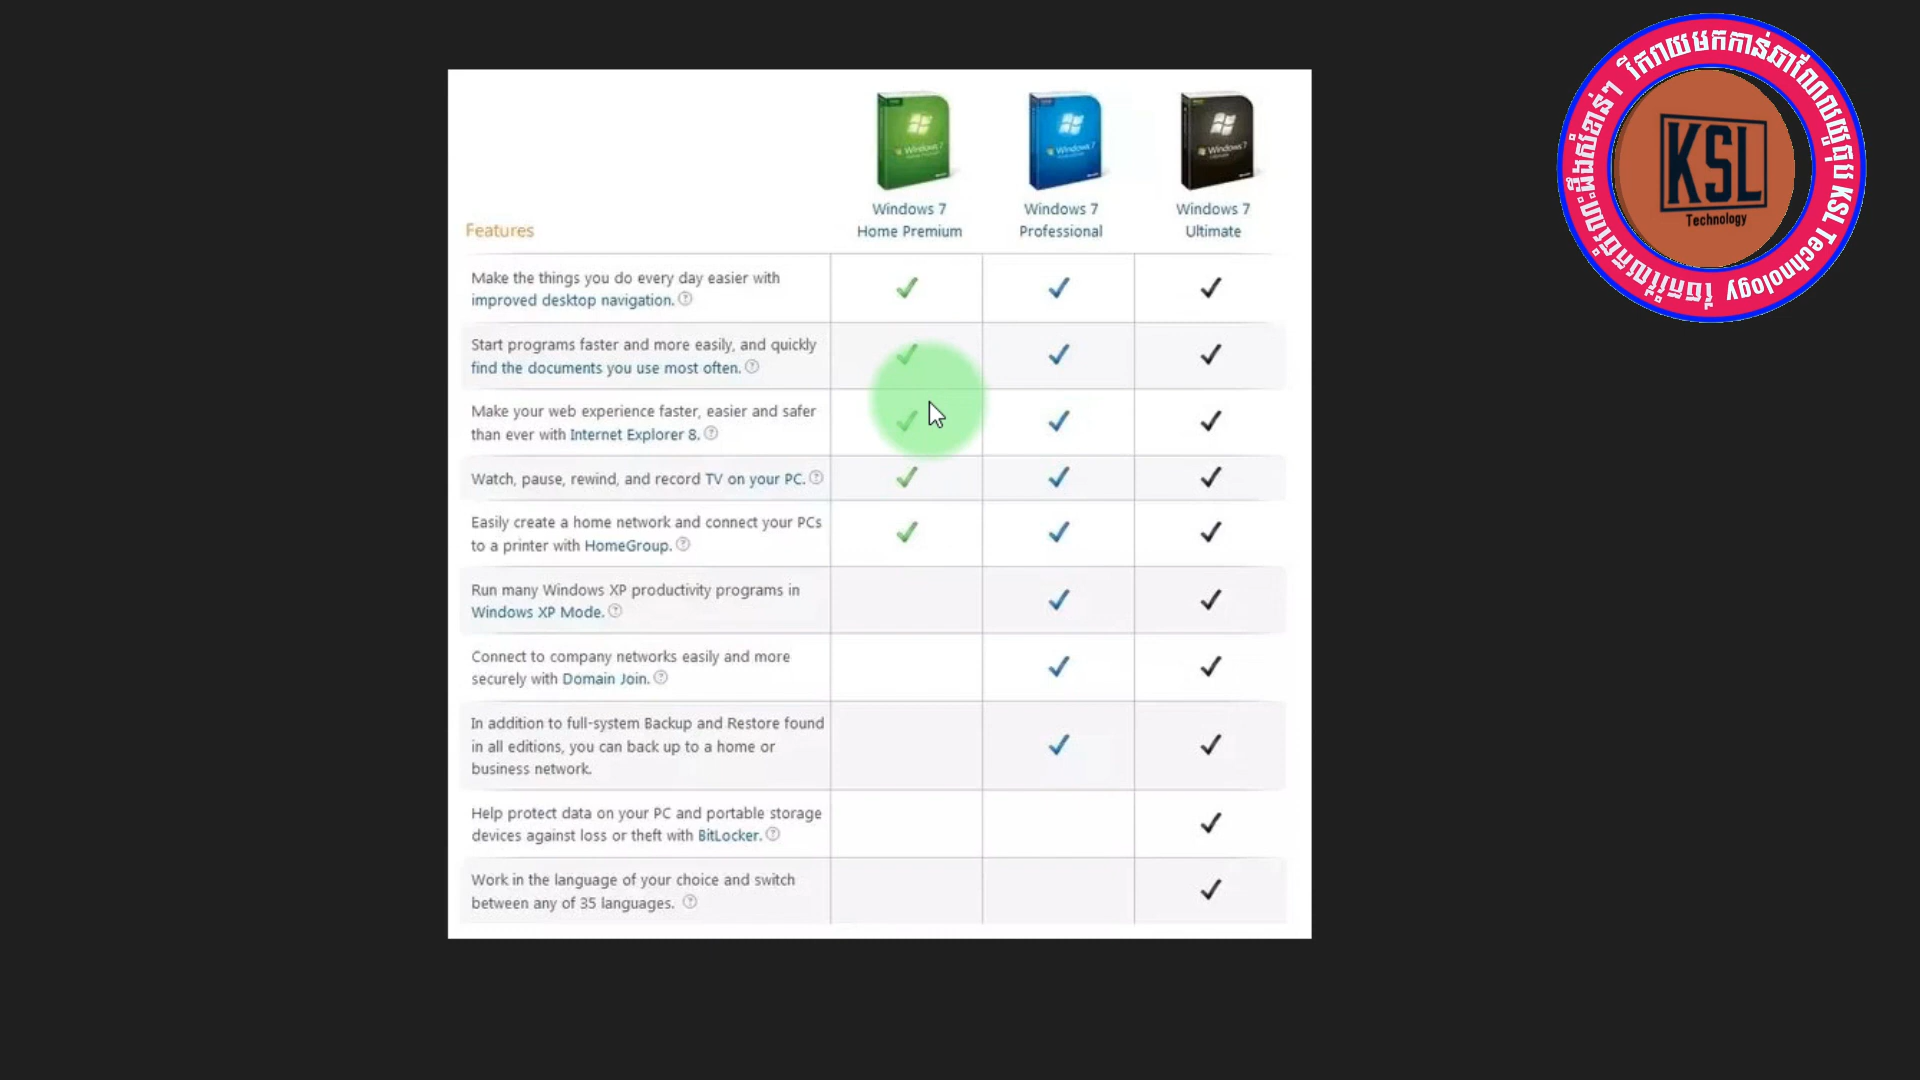 Windows 7
Home Premium
Windows 7
Professional
Windows 7
Ultimate
Features
Make the things you do every day easier with
improved desktop navigation.
Start programs faster and more easily, and quickly
find the documents you use most often.
Make your web experience faster, easier and safer
than ever with Internet Explorer 8.
Watch, pause, rewind, and record TV on your PC.
Easily create a home network and connect your PCs
to a printer with HomeGroup.
Run many Windows XP productivity programs in
Windows XP Mode.
Connect to company networks easily and more
securely with Domain Join.
In addition to full-system Backup and Restore found
in all editions, you can back up to a home or
business network.
Help protect data on your PC and portable storage
devices against loss or theft with BitLocker.
Work in the language of your choice and switch
between any of 35 languages.
Windows 7
Windows 7
Windows 7
KSL
Technology
KSL Technology
Technology